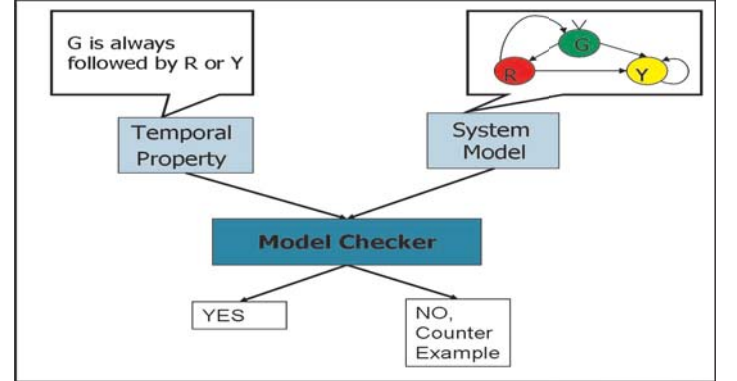 G is always
followed by R or Y
G
R
Y
Temporal
Property
System
Model
Model Checker
YES
NO,
Counter
Example